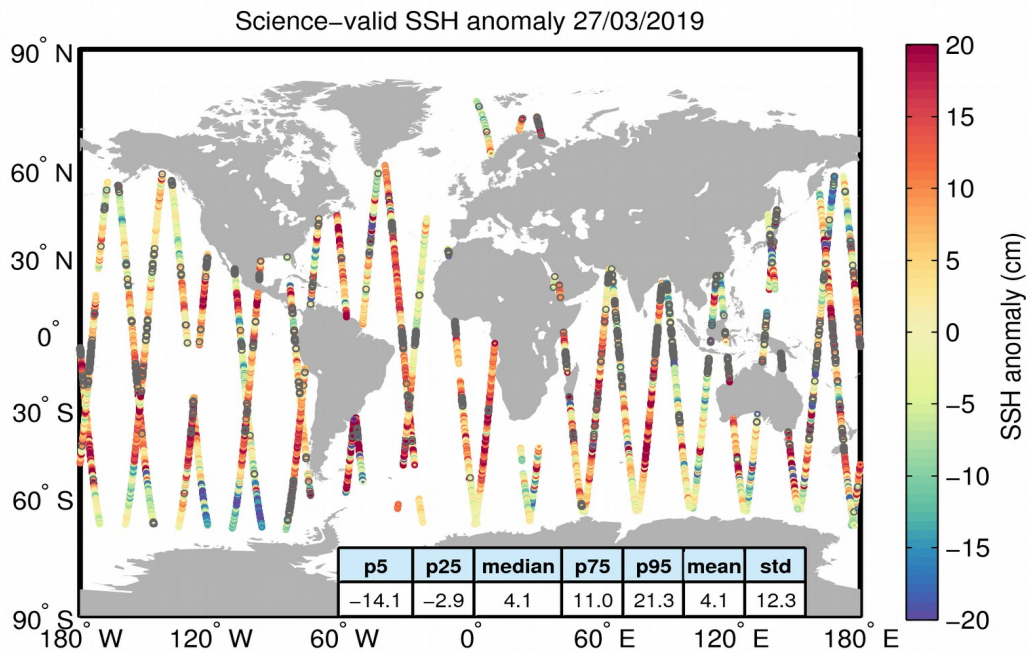 Science−valid SSH anomaly 27/03/2019
90° N
60° N
30° N
0°
30° S
60° S
90° S
180° W
120° W
60° W
0°
60° E
120° E
180° E
p5 p25 median p75 p95 mean std
−14.1 −2.9 4.1 11.0 21.3 4.1 12.3
20
15
10
5
0
−5
−10
−15
−20
SSH anomaly (cm)